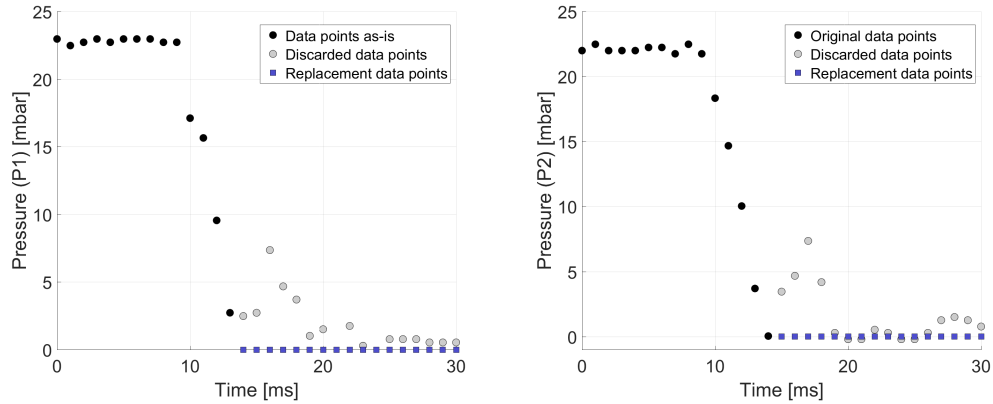 25
20
15
10
5
0
Pressure (P1) [mbar]
Data points as-is
Discarded data points
Replacement data points
0
10
20
30
Time [ms]
25
20
15
10
5
0
Pressure (P2) [mbar]
Original data points
Discarded data points
Replacement data points
0
10
20
30
Time [ms]